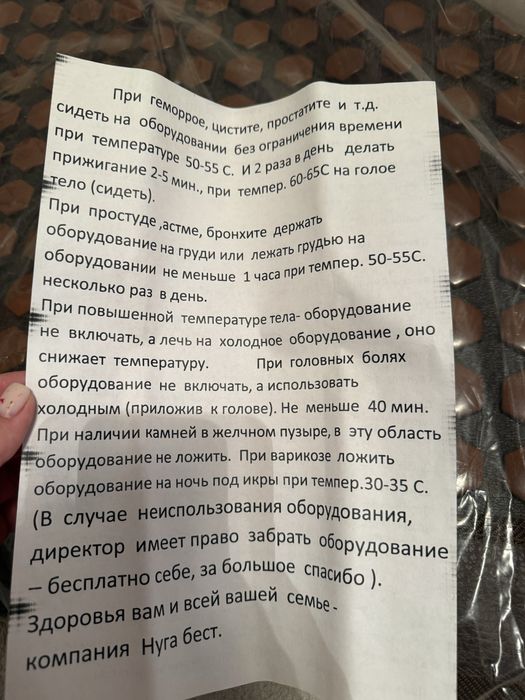 При геморрое, цистите, простатите и т.д.
сидеть на оборудовании без ограничения времени
при температуре 50-55 С. И 2 раза в день делать
прижигание 2-5 мин., при темпер. 60-65С на голое
тело (сидеть).
При простуде ,астме, бронхите держать
оборудование на груди или лежать грудью на
оборудовании не меньше 1 часа при темпер. 50-55С.
несколько раз в день.
При повышенной температуре тела- оборудование
не включать, а лечь на холодное оборудование , оно
снижает температуру. При головных болях
оборудование не включать, а использовать
холодным (приложив к голове). Не меньше 40 мин.
При наличии камней в желчном пузыре, в эту область
оборудование не ложить. При варикозе ложить
оборудование на ночь под икры при темпер.30-35 С.
(В случае неиспользования оборудования,
директор имеет право забрать оборудование
– бесплатно себе, за большое спасибо ).
Здоровья вам и всей вашей семье -
компания Нуга бест.